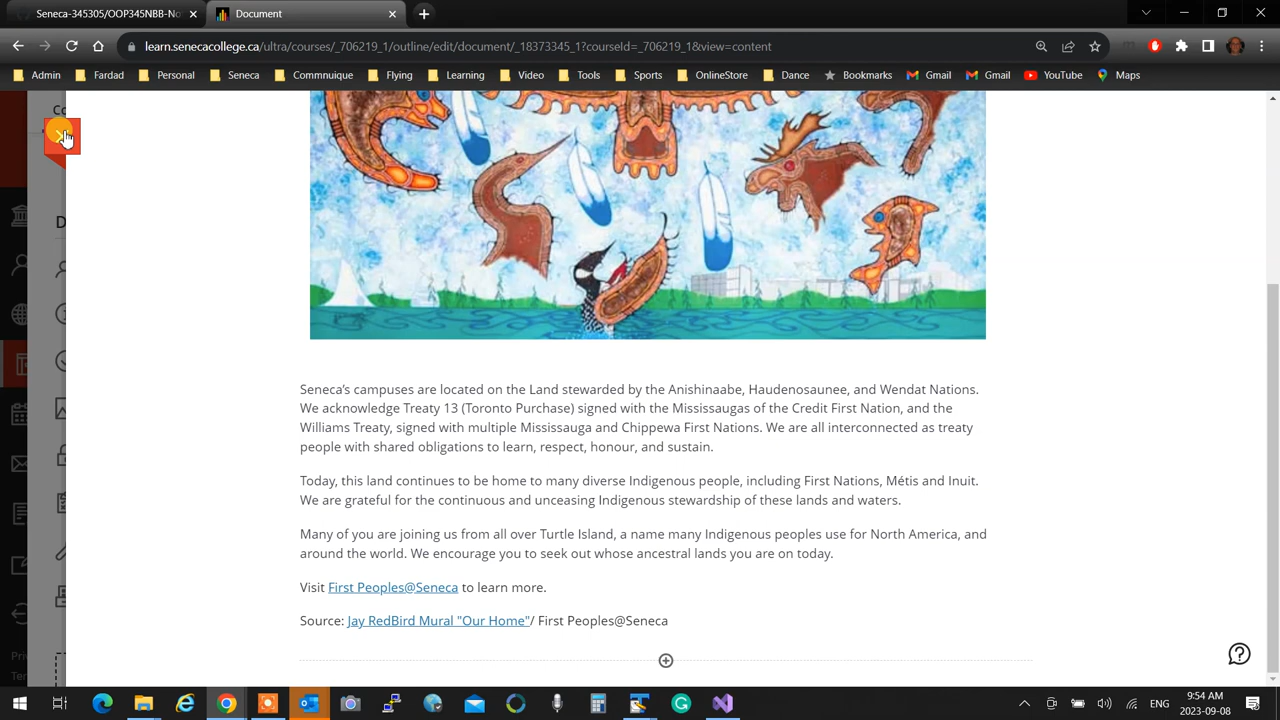 Seneca-345305/OOP345NBB-No
Document
learn.senecacollege.ca/ultra/courses/_706219_1/outline/edit/document/_18373345_1?courseId=_706219_1&view=content
Admin Fardad Personal Seneca Commnuique Flying Learning Video Tools Sports OnlineStore Dance Bookmarks Gmail Gmail YouTube Maps
Co
D
Seneca's campuses are located on the Land stewarded by the Anishinaabe, Haudenosaunee, and Wendat Nations.
We acknowledge Treaty 13 (Toronto Purchase) signed with the Mississaugas of the Credit First Nation, and the
Williams Treaty, signed with multiple Mississauga and Chippewa First Nations. We are all interconnected as treaty
people with shared obligations to learn, respect, honour, and sustain.
Today, this land continues to be home to many diverse Indigenous people, including First Nations, Métis and Inuit.
We are grateful for the continuous and unceasing Indigenous stewardship of these lands and waters.
Many of you are joining us from all over Turtle Island, a name many Indigenous peoples use for North America, and
around the world. We encourage you to seek out whose ancestral lands you are on today.
Visit First Peoples@Seneca to learn more.
Source: Jay RedBird Mural "Our Home"/ First Peoples@Seneca
Pri
Ter
ENG
9:54 AM
2023-09-08